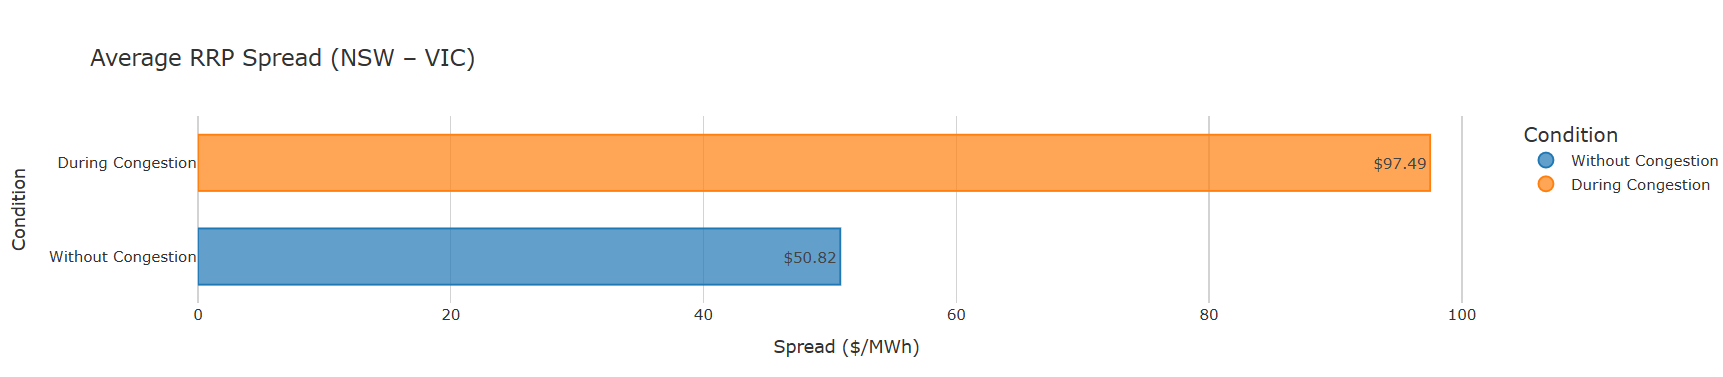 Average RRP Spread (NSW – VIC)
Condition
During Congestion
$97.49
Without Congestion
$50.82
0 20 40 60 80 100
Spread ($/MWh)
Condition
Without Congestion
During Congestion